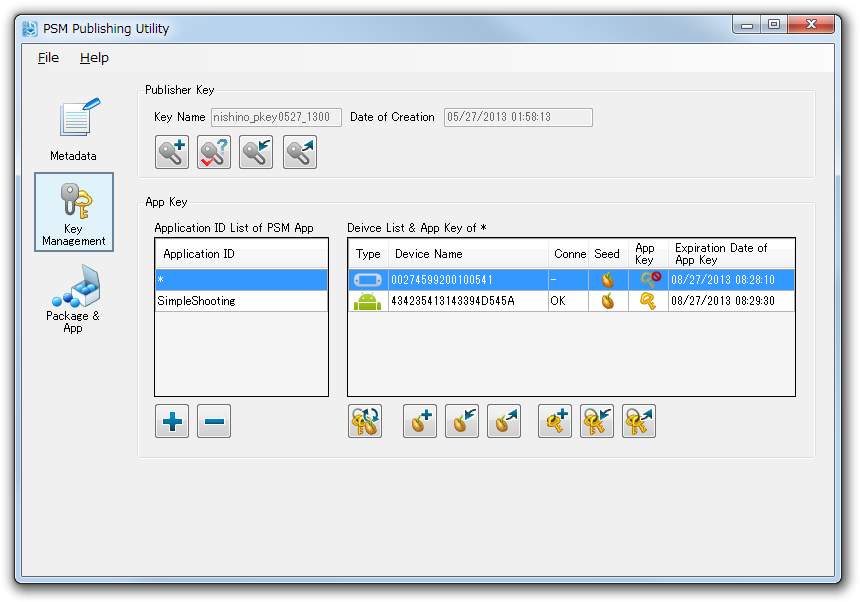 PSM Publishing Utility
File Help
Publisher Key
Key Name nishino_pkey0527_1300 Date of Creation 05/27/2013 01:58:13
Metadata
Key
Management
Package &
App
App Key
Application ID List of PSM App
Application ID
*
SimpleShooting
Deivce List & App Key of *
Type Device Name Conne Seed App Key Expiration Date of App Key
00274599200100541 - 08/27/2013 08:28:10
434235413143394D545A OK 08/27/2013 08:29:30